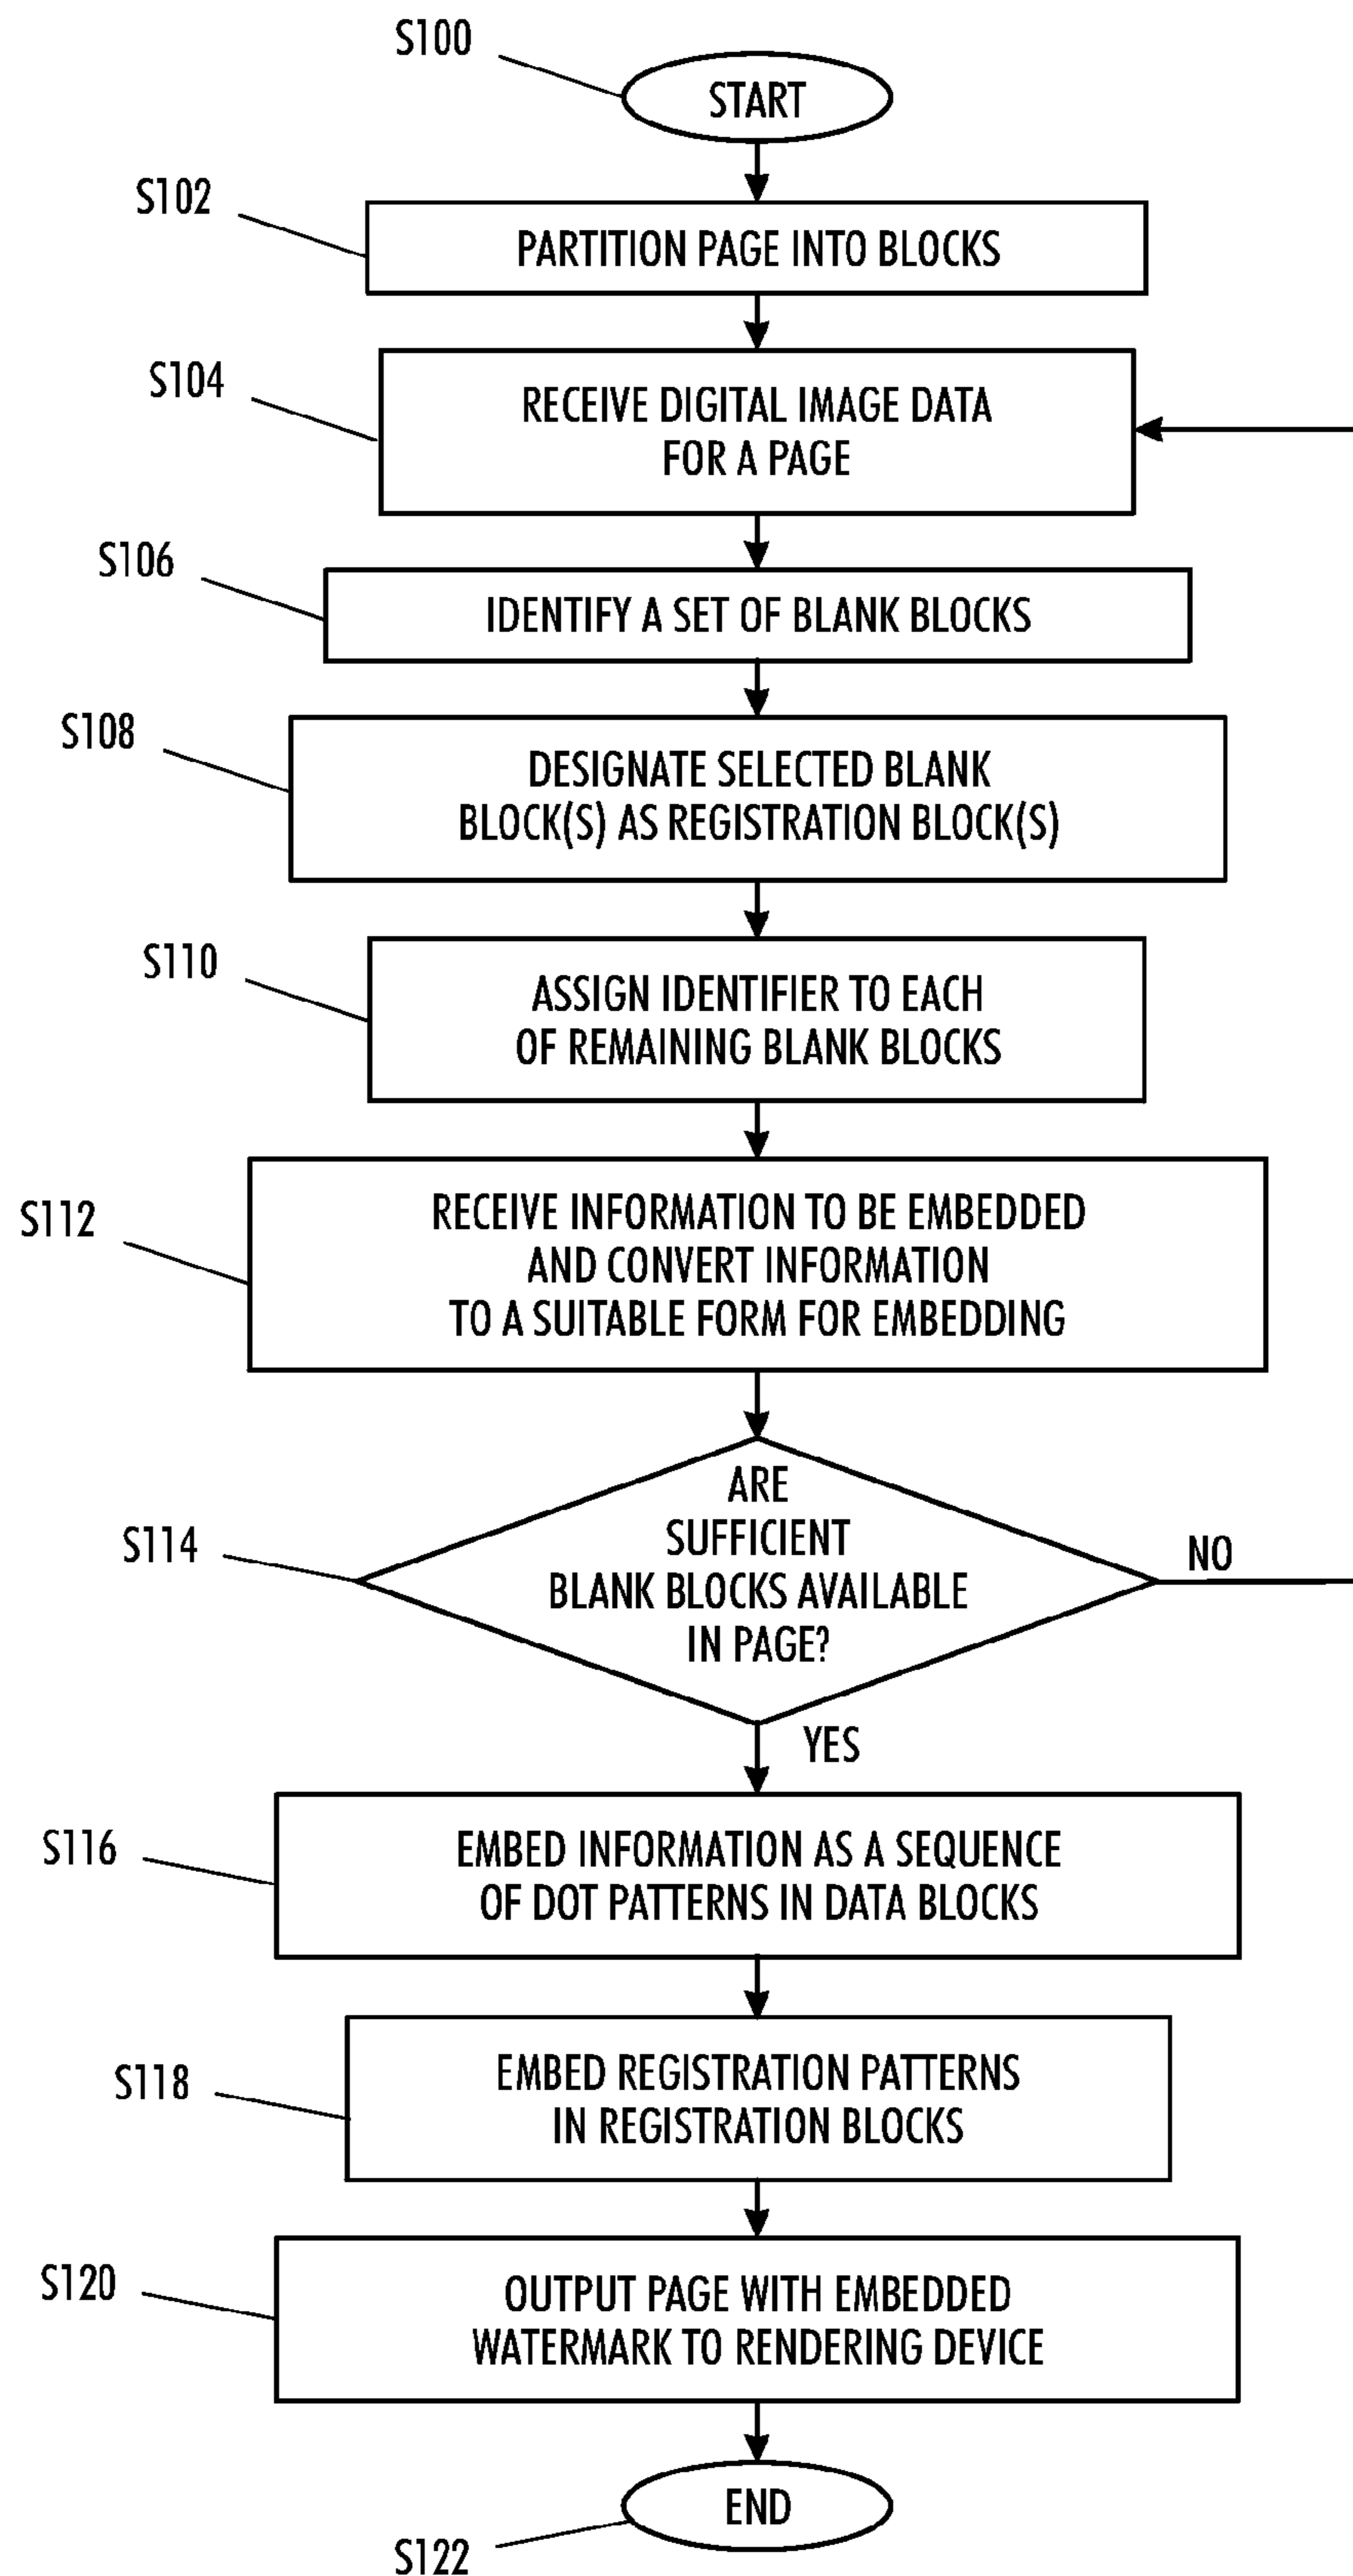 S100
START
S102
PARTITION PAGE INTO BLOCKS
S104
RECEIVE DIGITAL IMAGE DATA
FOR A PAGE
S106
IDENTIFY A SET OF BLANK BLOCKS
S108
DESIGNATE SELECTED BLANK
BLOCK(S) AS REGISTRATION BLOCK(S)
S110
ASSIGN IDENTIFIER TO EACH
OF REMAINING BLANK BLOCKS
S112
RECEIVE INFORMATION TO BE EMBEDDED
AND CONVERT INFORMATION
TO A SUITABLE FORM FOR EMBEDDING
S114
ARE
SUFFICIENT
BLANK BLOCKS AVAILABLE
IN PAGE?
NO
YES
S116
EMBED INFORMATION AS A SEQUENCE
OF DOT PATTERNS IN DATA BLOCKS
S118
EMBED REGISTRATION PATTERNS
IN REGISTRATION BLOCKS
S120
OUTPUT PAGE WITH EMBEDDED
WATERMARK TO RENDERING DEVICE
END
S122